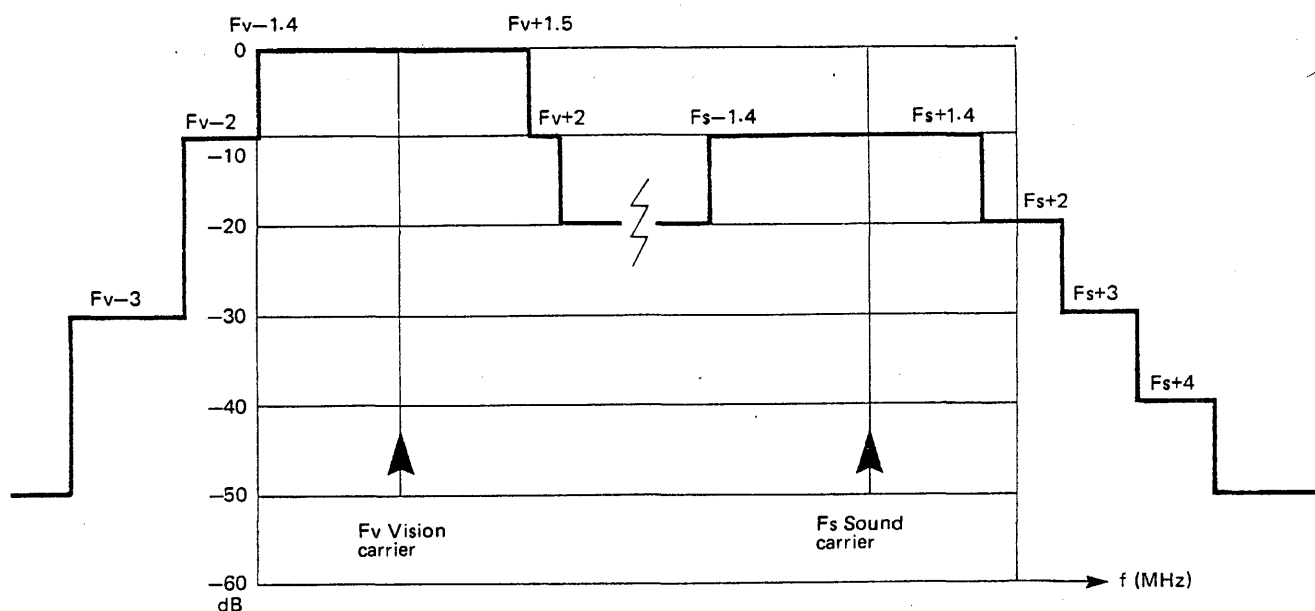 Fv–1.4
Fv+1.5
0
Fv–2
Fv+2
Fs–1.4
Fs+1.4
–10
–20
Fs+2
Fv–3
–30
Fs+3
–40
Fs+4
–50
Fv Vision
carrier
Fs Sound
carrier
–60
dB
f (MHz)